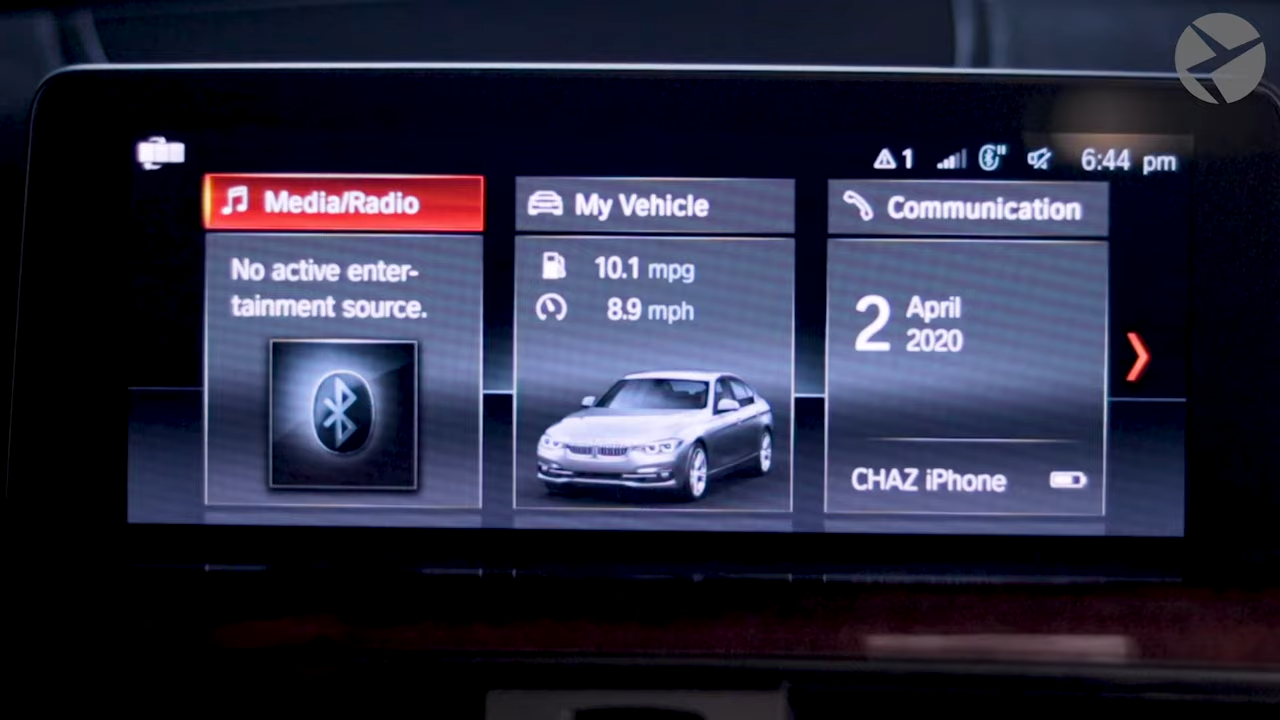 1 6:44 pm
Media/Radio
No active enter-
tainment source.
My Vehicle
10.1 mpg
8.9 mph
Communication
2 April
2020
CHAZ iPhone